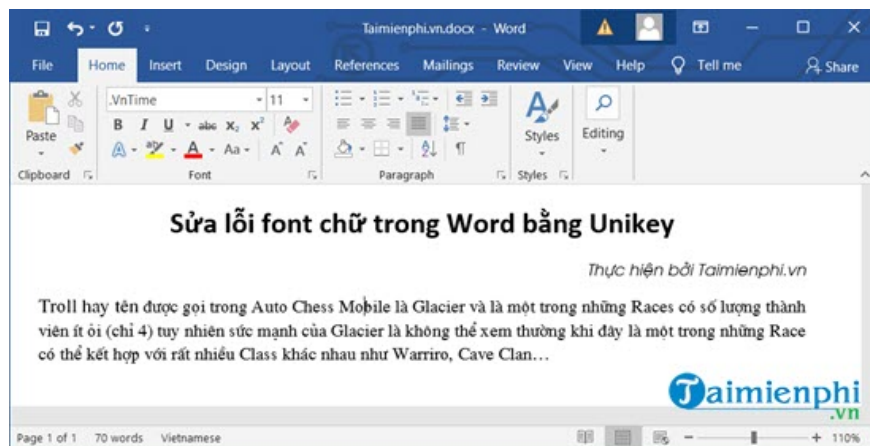 Taimienphi.vn.docx - Word
File Home Insert Design Layout References Mailings Review View Help Tell me Share
.VnTime 11
Paste B I U abc X₂ X² Styles Editing
A aby A Aa A A
Clipboard Font Paragraph Styles
Sửa lỗi font chữ trong Word bằng Unikey
Thực hiện bởi Taimienphi.vn
Troll hay tên được gọi trong Auto Chess Mobile là Glacier và là một trong những Races có số lượng thành
viên ít ỏi (chỉ 4) tuy nhiên sức mạnh của Glacier là không thể xem thường khi đây là một trong những Race
có thể kết hợp với rất nhiều Class khác nhau như Warriro, Cave Clan…
Taimienphi
.vn
Page 1 of 1 70 words Vietnamese 110%